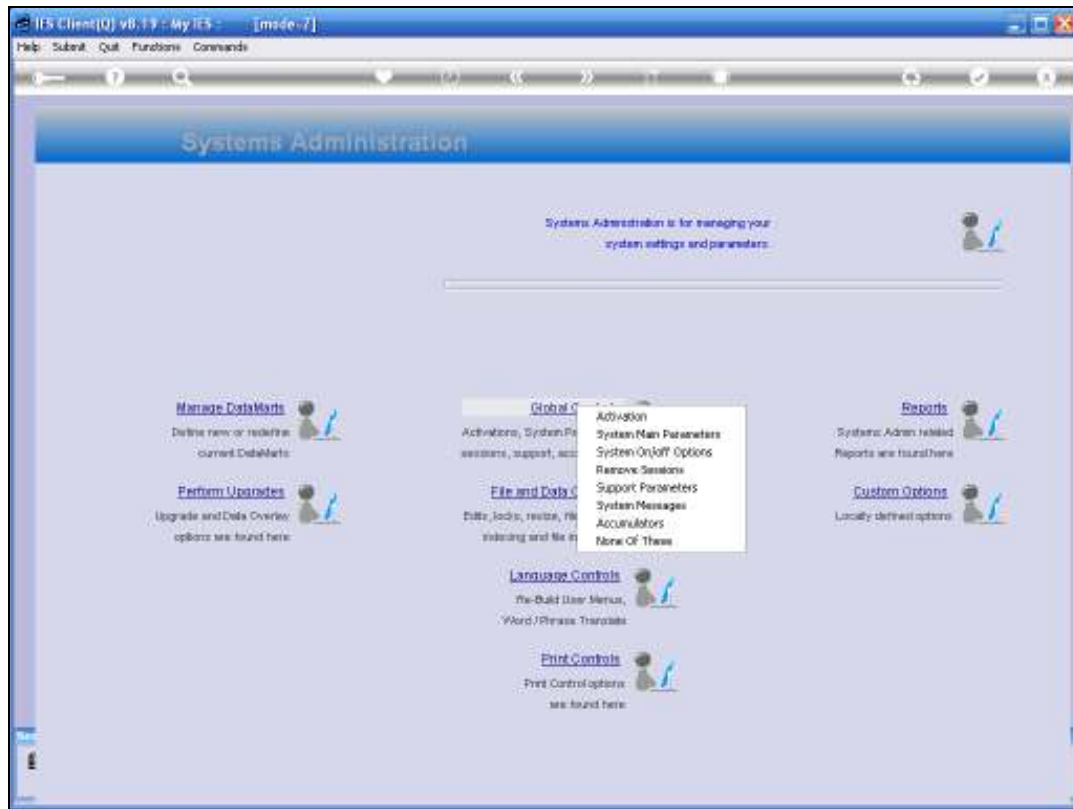 IES Client(Q) v8.19 : My IES : [mode=7]
Help Submit Quit Functions Commands
Systems Administration
Systems Administration is for managing your
system settings and parameters
Manage DataMarts
Define new or redefine
current DataMarts
Perform Upgrades
Upgrade and Data Overlay
options are found here
Global
Activations, System
sessions, support,
Activation
System Main Parameters
System On/off Options
Remove Sessions
Support Parameters
System Messages
Accumulators
None Of These
File and Data
Edits, locks, resize,
indexing and file
Language Controls
Re-Build User Menus,
Word / Phrase Translate
Print Controls
Print Control options
are found here
Reports
Systems Admin related
Reports are found here
Custom Options
Locally defined options